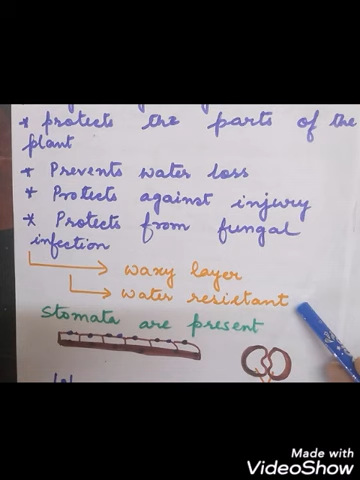 * protects the parts of the
plant
* Prevents water loss
* Protects against injury
* Protects from fungal
infection
waxy layer
water resistant
Stomata are present
Made with
VideoShow